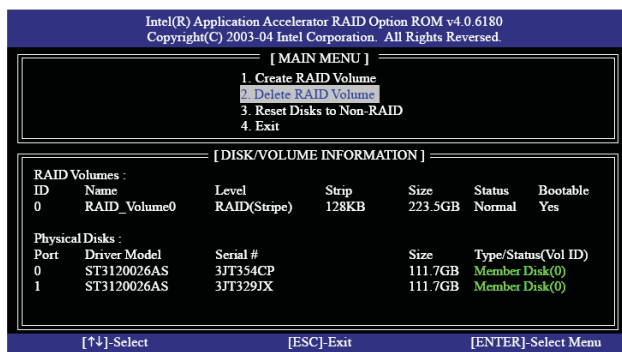 Intel(R) Application Accelerator RAID Option ROM v4.0.6180
Copyright(C) 2003-04 Intel Corporation. All Rights Reversed.
[ MAIN MENU ]
1. Create RAID Volume
2. Delete RAID Volume
3. Reset Disks to Non-RAID
4. Exit
[ DISK/VOLUME INFORMATION ]
RAID Volumes :
ID Name Level Strip Size Status Bootable
0 RAID_Volume0 RAID(Stripe) 128KB 223.5GB Normal Yes
Physical Disks :
Port Driver Model Serial # Size Type/Status(Vol ID)
0 ST3120026AS 3JT354CP 111.7GB Member Disk(0)
1 ST3120026AS 3JT329JX 111.7GB Member Disk(0)
[↑↓]-Select [ESC]-Exit [ENTER]-Select Menu